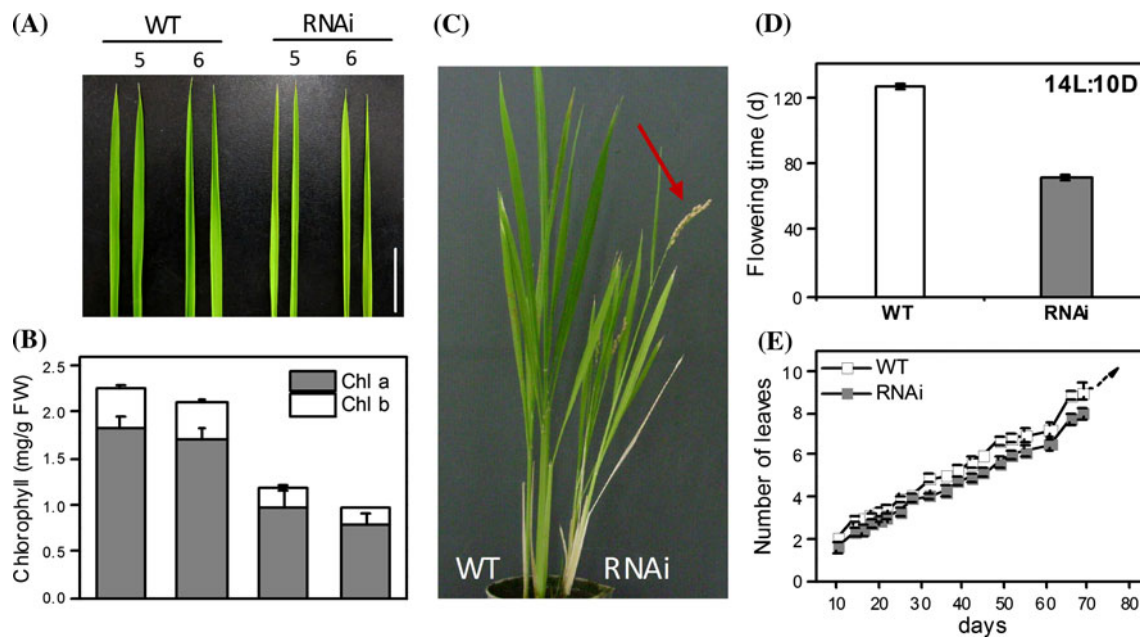 (A)
WT RNAi
5 6 5 6
(B)
Chlorophyll (mg/g FW)
2.5
2.0
1.5
1.0
0.5
0.0
Chl a
Chl b
(C)
WT RNAi
(D)
Flowering time (d)
120
80
40
0
14L:10D
WT RNAi
(E)
Number of leaves
10
8
6
4
2
0
WT
RNAi
10 20 30 40 50 60 70 80
days